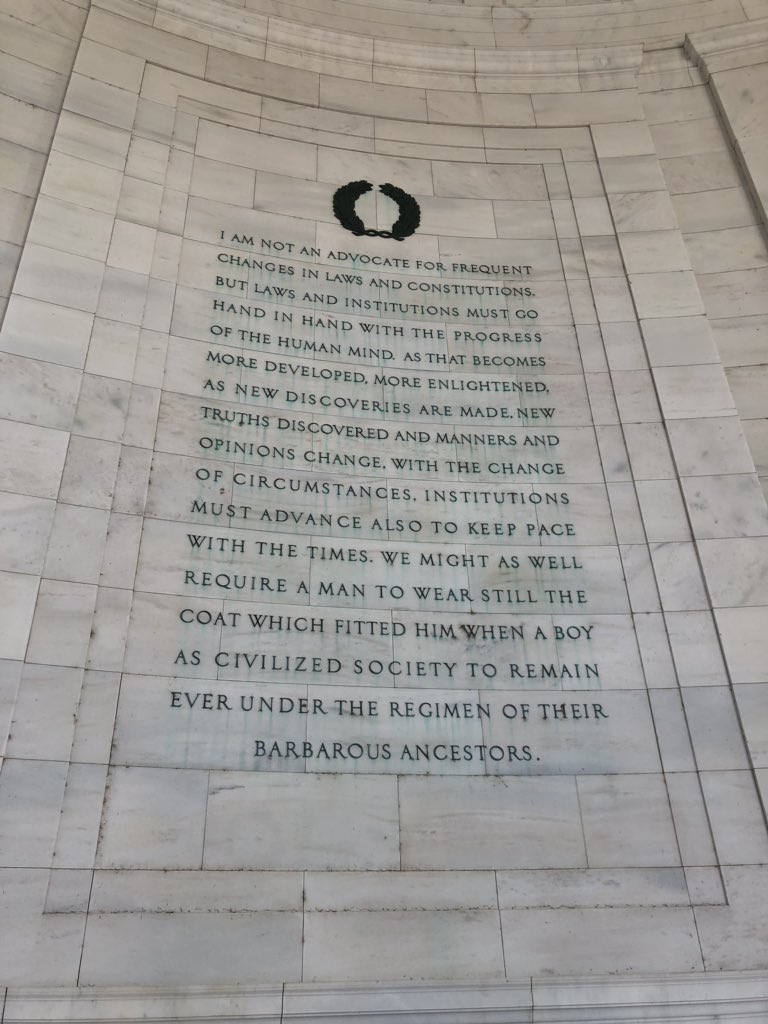 I AM NOT AN ADVOCATE FOR FREQUENT
CHANGES IN LAWS AND CONSTITUTIONS.
BUT LAWS AND INSTITUTIONS MUST GO
HAND IN HAND WITH THE PROGRESS
OF THE HUMAN MIND. AS THAT BECOMES
MORE DEVELOPED, MORE ENLIGHTENED,
AS NEW DISCOVERIES ARE MADE, NEW
TRUTHS DISCOVERED AND MANNERS AND
OPINIONS CHANGE, WITH THE CHANGE
OF CIRCUMSTANCES, INSTITUTIONS
MUST ADVANCE ALSO TO KEEP PACE
WITH THE TIMES. WE MIGHT AS WELL
REQUIRE A MAN TO WEAR STILL THE
COAT WHICH FITTED HIM WHEN A BOY
AS CIVILIZED SOCIETY TO REMAIN
EVER UNDER THE REGIMEN OF THEIR
BARBAROUS ANCESTORS.